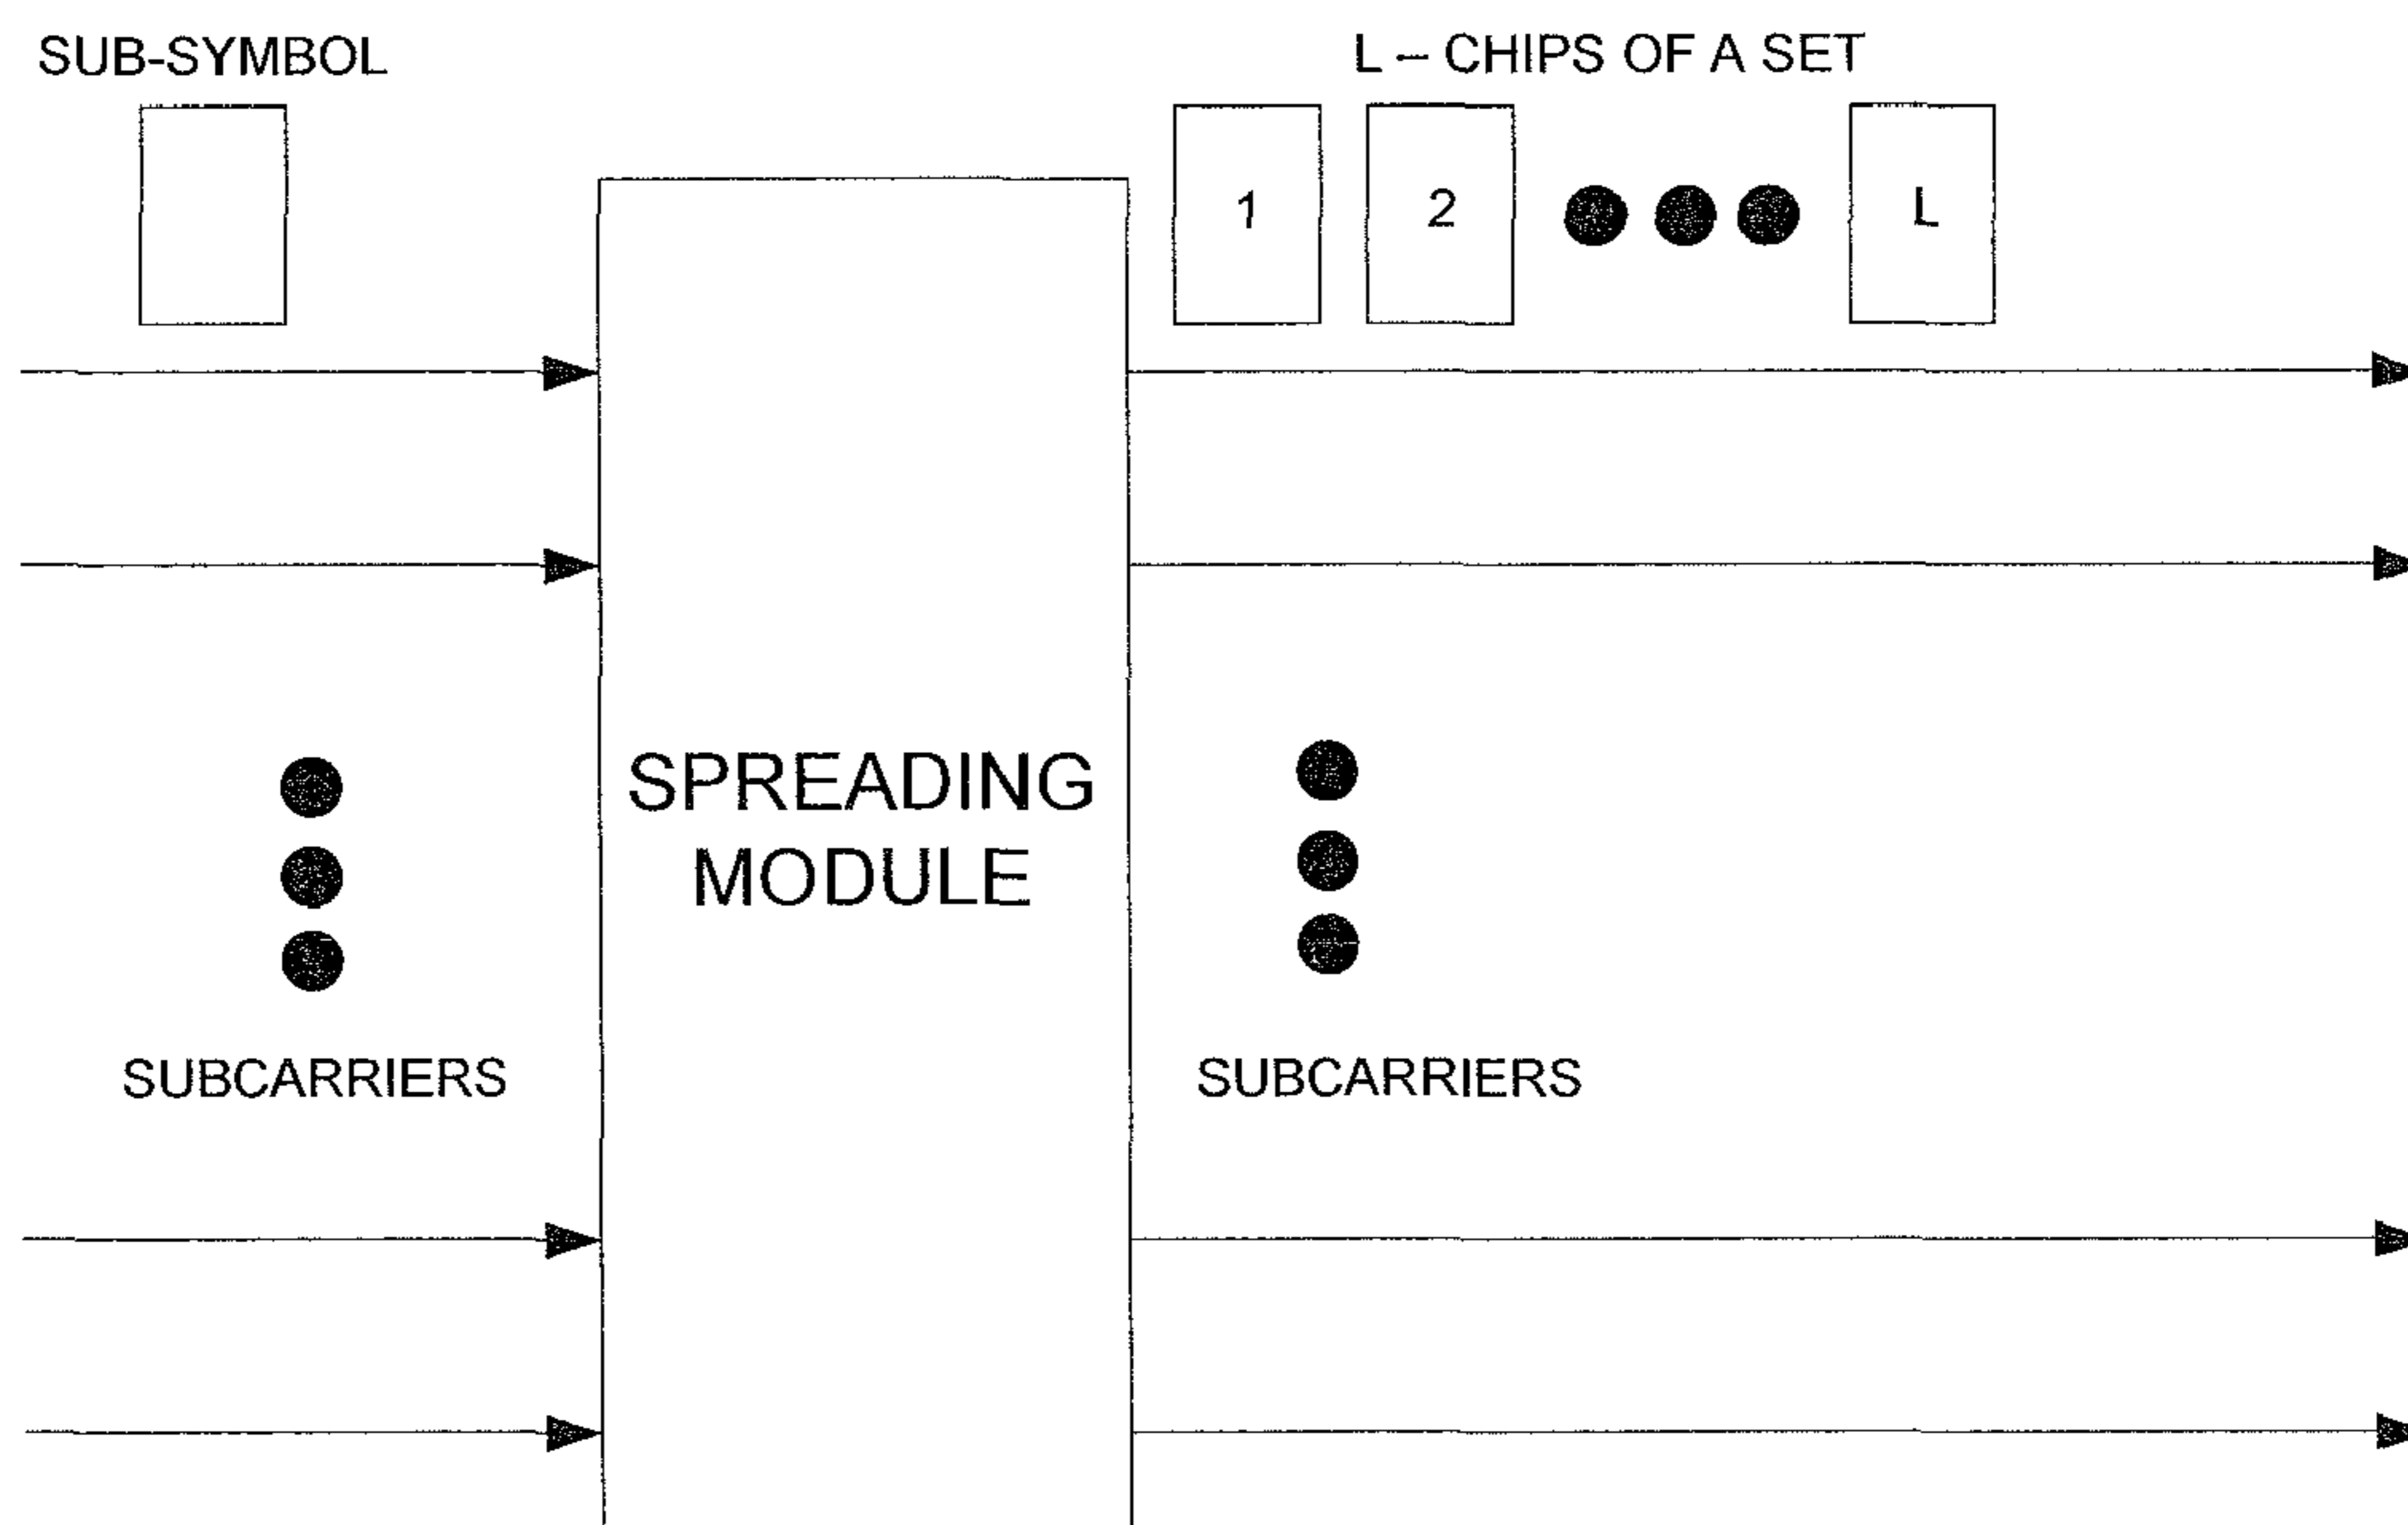 SUB-SYMBOL
L – CHIPS OF A SET
1
2
L
SPREADING
MODULE
SUBCARRIERS
SUBCARRIERS